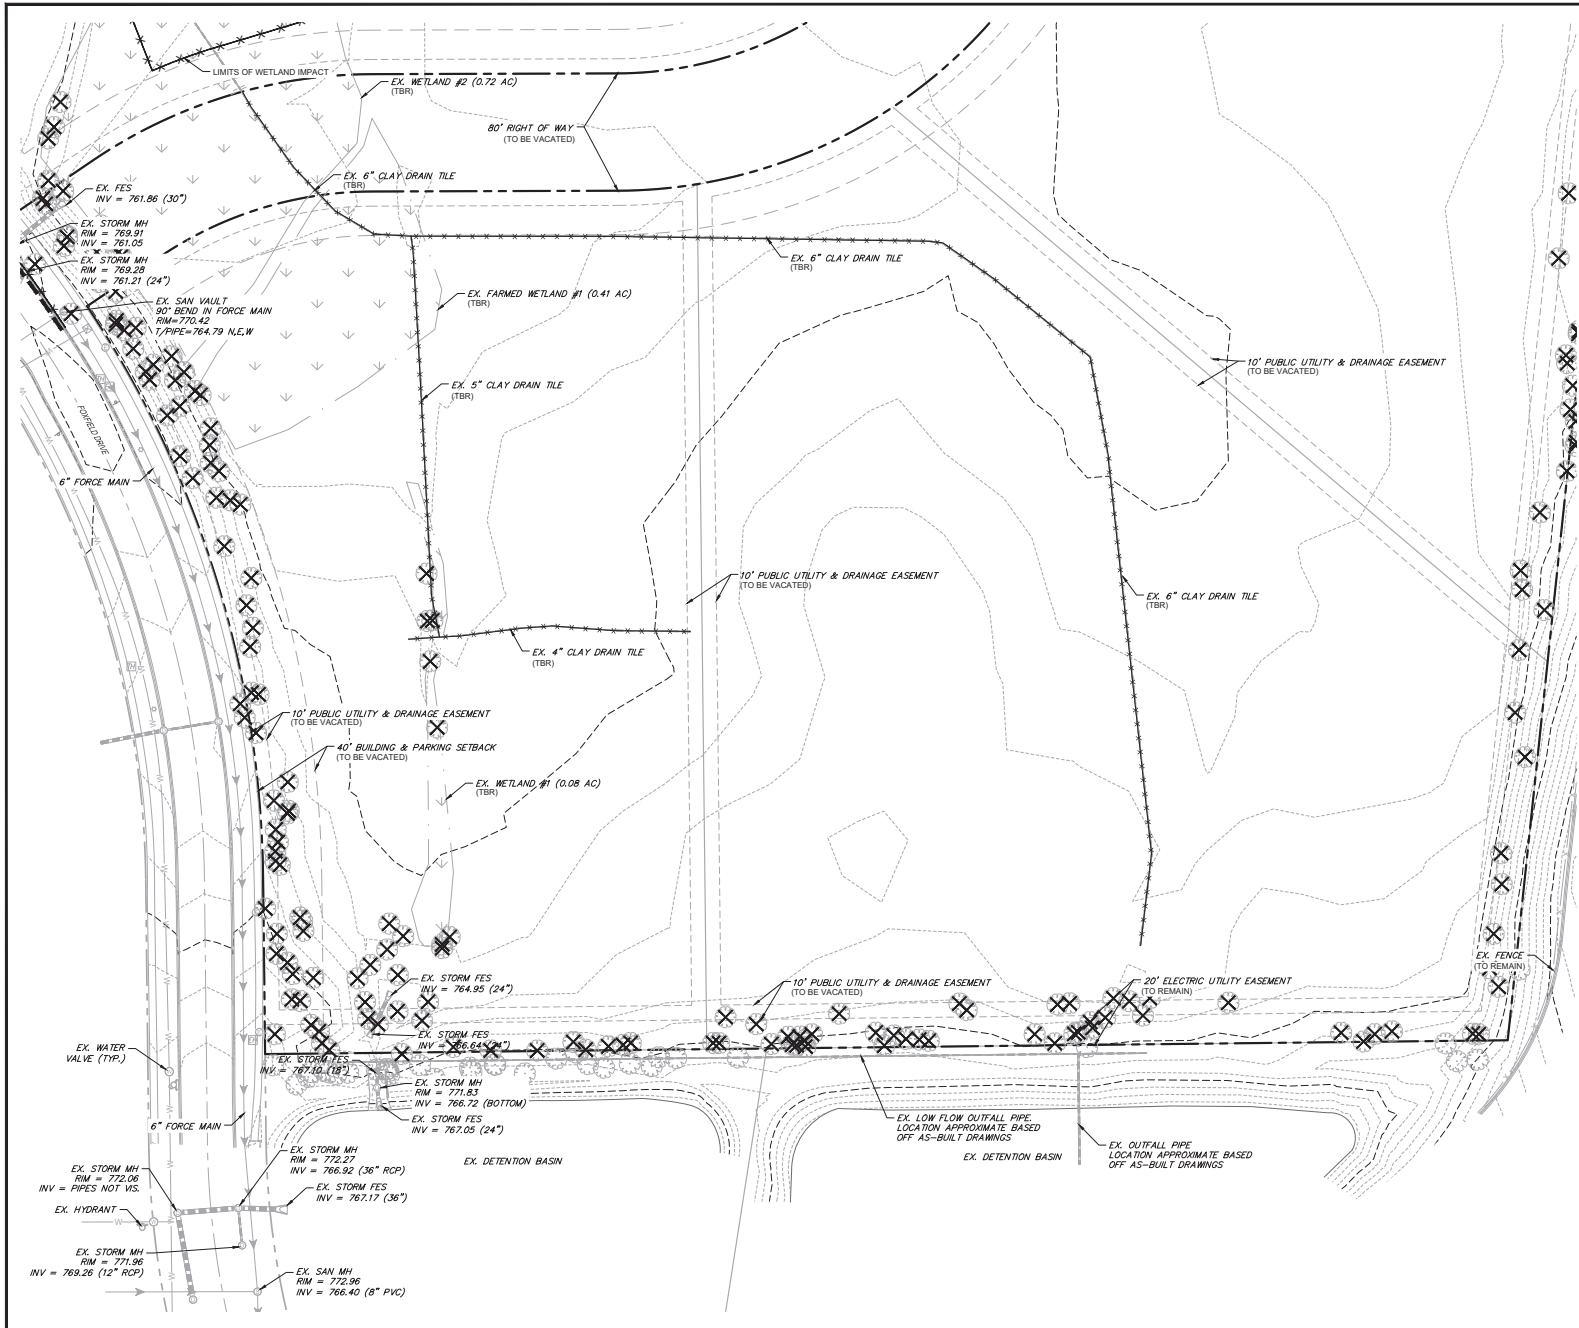 LIMITS OF WETLAND IMPACT
EX. WETLAND #2 (0.72 AC)
(TBR)
80' RIGHT OF WAY
(TO BE VACATED)
EX. 6" CLAY DRAIN TILE
(TBR)
EX. FES
INV = 761.86 (30")
EX. STORM MH
RIM = 769.91
INV = 761.05
EX. STORM MH
RIM = 769.28
INV = 761.21 (24")
EX. SAN VAULT
90° BEND IN FORCE MAIN
RIM=770.42
T/PIPE=764.79 N,E,W
EX. 6" CLAY DRAIN TILE
(TBR)
EX. FARMED WETLAND #1 (0.41 AC)
(TBR)
10' PUBLIC UTILITY & DRAINAGE EASEMENT
(TO BE VACATED)
EX. 5" CLAY DRAIN TILE
(TBR)
FOXFIELD DRIVE
6" FORCE MAIN
10' PUBLIC UTILITY & DRAINAGE EASEMENT
(TO BE VACATED)
EX. 6" CLAY DRAIN TILE
(TBR)
EX. 4" CLAY DRAIN TILE
(TBR)
10' PUBLIC UTILITY & DRAINAGE EASEMENT
(TO BE VACATED)
40' BUILDING & PARKING SETBACK
(TO BE VACATED)
EX. WETLAND #1 (0.08 AC)
(TBR)
EX. FENCE
(TO REMAIN)
EX. STORM FES
INV = 764.95 (24")
10' PUBLIC UTILITY & DRAINAGE EASEMENT
(TO BE VACATED)
20' ELECTRIC UTILITY EASEMENT
(TO REMAIN)
EX. STORM FES
INV = 766.64 (24")
EX. WATER
VALVE (TYP.)
EX. STORM FES
INV = 767.10 (18")
EX. STORM MH
RIM = 771.83
INV = 766.72 (BOTTOM)
EX. STORM FES
INV = 767.05 (24")
6" FORCE MAIN
EX. LOW FLOW OUTFALL PIPE.
LOCATION APPROXIMATE BASED
OFF AS-BUILT DRAWINGS
EX. OUTFALL PIPE
LOCATION APPROXIMATE BASED
OFF AS-BUILT DRAWINGS
EX. DETENTION BASIN
EX. DETENTION BASIN
EX. STORM MH
RIM = 772.27
INV = 766.92 (36" RCP)
EX. STORM MH
RIM = 772.06
INV = PIPES NOT VIS.
EX. STORM FES
INV = 767.17 (36")
EX. HYDRANT
EX. STORM MH
RIM = 771.96
INV = 769.26 (12" RCP)
EX. SAN MH
RIM = 772.96
INV = 766.40 (8" PVC)